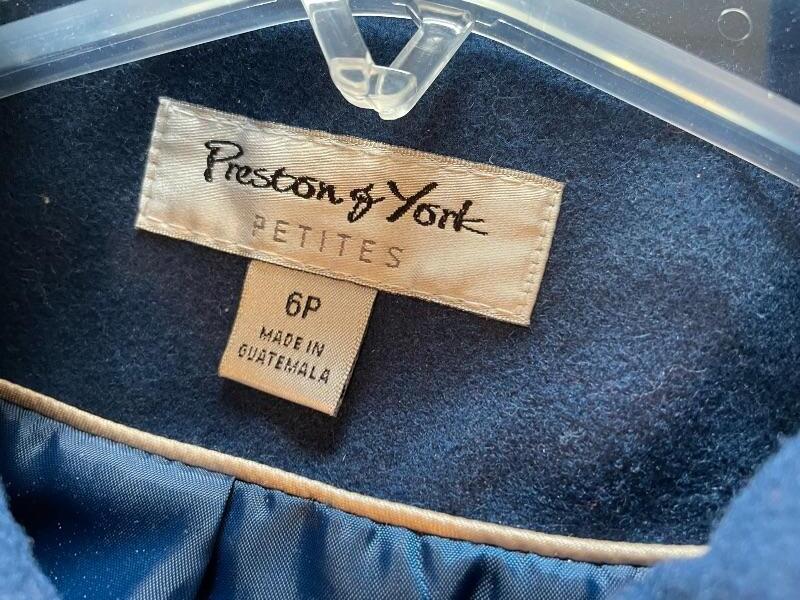 Preston & York
PETITES
6P
MADE IN
GUATEMALA